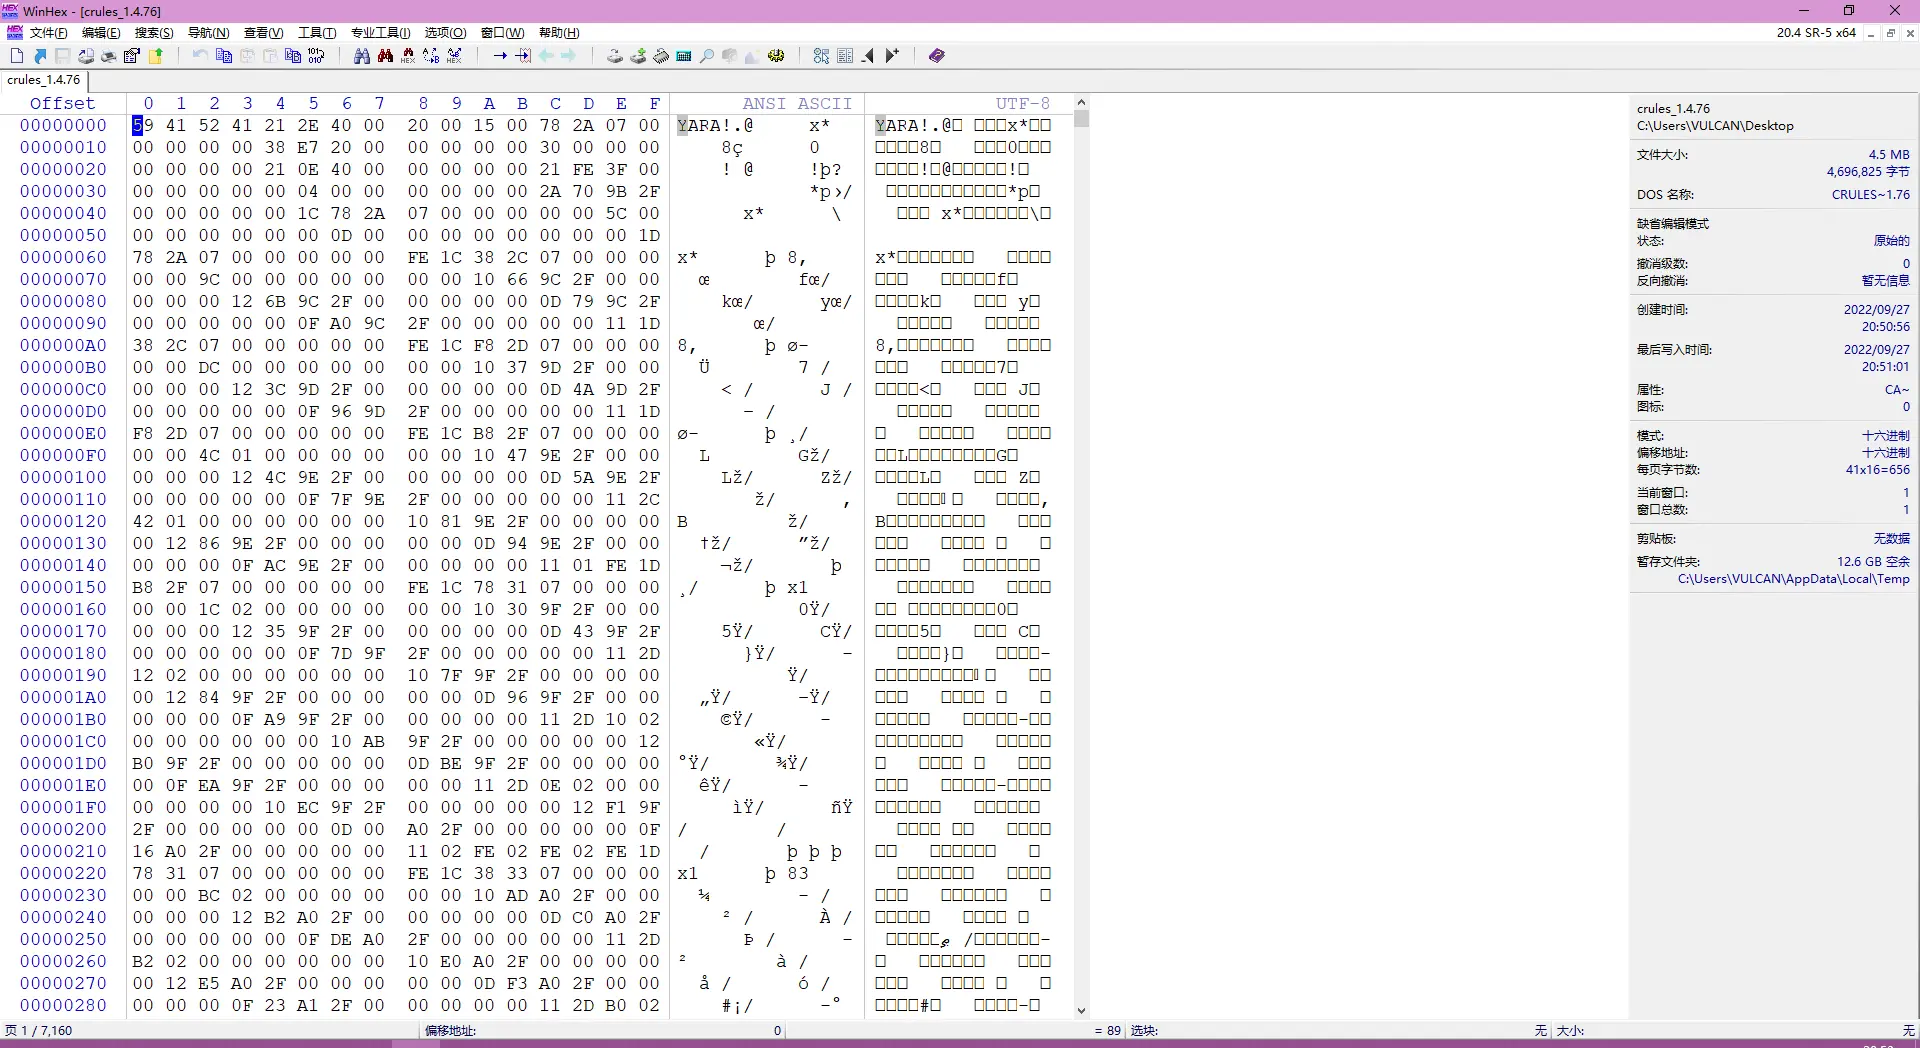 WinHex - [crules_1.4.76]
文件(F) 编辑(E) 搜索(S) 导航(N) 查看(V) 工具(T) 专业工具(I) 选项(O) 窗口(W) 帮助(H) 20.4 SR-5 x64
crules_1.4.76
Offset 0 1 2 3 4 5 6 7 8 9 A B C D E F ANSI ASCII UTF-8
00000000 59 41 52 41 21 2E 40 00 20 00 15 00 78 2A 07 00 YARA!.@ x*
00000010 00 00 00 00 38 E7 20 00 00 00 00 00 30 00 00 00 8ç 0
00000020 00 00 00 00 21 0E 40 00 00 00 00 00 21 FE 3F 00 ! @ !þ?
00000030 00 00 00 00 00 04 00 00 00 00 00 00 2A 70 9B 2F *p›/
00000040 00 00 00 00 00 1C 78 2A 07 00 00 00 00 00 5C 00 x* \
00000050 00 00 00 00 00 00 0D 00 00 00 00 00 00 00 00 1D
00000060 78 2A 07 00 00 00 00 00 FE 1C 38 2C 07 00 00 00 x* þ 8,
00000070 00 00 9C 00 00 00 00 00 00 00 10 66 9C 2F 00 00 œ fœ/
00000080 00 00 00 12 6B 9C 2F 00 00 00 00 00 0D 79 9C 2F kœ/ yœ/
00000090 00 00 00 00 00 0F A0 9C 2F 00 00 00 00 00 11 1D œ/
000000A0 38 2C 07 00 00 00 00 00 FE 1C F8 2D 07 00 00 00 8, þ ø-
000000B0 00 00 DC 00 00 00 00 00 00 00 10 37 9D 2F 00 00 Ü 7 /
000000C0 00 00 00 12 3C 9D 2F 00 00 00 00 00 0D 4A 9D 2F < / J /
000000D0 00 00 00 00 00 0F 96 9D 2F 00 00 00 00 00 11 1D – /
000000E0 F8 2D 07 00 00 00 00 00 FE 1C B8 2F 07 00 00 00 ø- þ ¸/
000000F0 00 00 4C 01 00 00 00 00 00 00 10 47 9E 2F 00 00 L Gž/
00000100 00 00 00 12 4C 9E 2F 00 00 00 00 00 0D 5A 9E 2F Lž/ Zž/
00000110 00 00 00 00 00 0F 7F 9E 2F 00 00 00 00 00 11 2C ž/ ,
00000120 42 01 00 00 00 00 00 00 10 81 9E 2F 00 00 00 00 B ž/
00000130 00 12 86 9E 2F 00 00 00 00 00 0D 94 9E 2F 00 00 †ž/ ”ž/
00000140 00 00 00 0F AC 9E 2F 00 00 00 00 00 11 01 FE 1D ¬ž/ þ
00000150 B8 2F 07 00 00 00 00 00 FE 1C 78 31 07 00 00 00 ¸/ þ x1
00000160 00 00 1C 02 00 00 00 00 00 00 10 30 9F 2F 00 00 0Ÿ/
00000170 00 00 00 12 35 9F 2F 00 00 00 00 00 0D 43 9F 2F 5Ÿ/ CŸ/
00000180 00 00 00 00 00 0F 7D 9F 2F 00 00 00 00 00 11 2D }Ÿ/ -
00000190 12 02 00 00 00 00 00 00 10 7F 9F 2F 00 00 00 00 Ÿ/
000001A0 00 12 84 9F 2F 00 00 00 00 00 0D 96 9F 2F 00 00 „Ÿ/ –Ÿ/
000001B0 00 00 00 0F A9 9F 2F 00 00 00 00 00 11 2D 10 02 ©Ÿ/ -
000001C0 00 00 00 00 00 00 10 AB 9F 2F 00 00 00 00 00 12 «Ÿ/
000001D0 B0 9F 2F 00 00 00 00 00 0D BE 9F 2F 00 00 00 00 °Ÿ/ ¾Ÿ/
000001E0 00 0F EA 9F 2F 00 00 00 00 00 11 2D 0E 02 00 00 êŸ/ -
000001F0 00 00 00 00 10 EC 9F 2F 00 00 00 00 00 12 F1 9F ìŸ/ ñŸ
00000200 2F 00 00 00 00 00 0D 00 A0 2F 00 00 00 00 00 0F / /
00000210 16 A0 2F 00 00 00 00 00 11 02 FE 02 FE 02 FE 1D / þ þ þ
00000220 78 31 07 00 00 00 00 00 FE 1C 38 33 07 00 00 00 x1 þ 83
00000230 00 00 BC 02 00 00 00 00 00 00 10 AD A0 2F 00 00 ¼ - /
00000240 00 00 00 12 B2 A0 2F 00 00 00 00 00 0D C0 A0 2F ² / À /
00000250 00 00 00 00 00 0F DE A0 2F 00 00 00 00 00 11 2D Þ / -
00000260 B2 02 00 00 00 00 00 00 10 E0 A0 2F 00 00 00 00 ² à /
00000270 00 12 E5 A0 2F 00 00 00 00 00 0D F3 A0 2F 00 00 å / ó /
00000280 00 00 00 0F 23 A1 2F 00 00 00 00 00 11 2D B0 02 #¡/ -°
crules_1.4.76
C:\Users\VULCAN\Desktop
文件大小: 4.5 MB
4,696,825 字节
DOS 名称: CRULES~1.76
缺省编辑模式
状态: 原始的
撤消级数: 0
反向撤消: 暂无信息
创建时间: 2022/09/27
20:50:56
最后写入时间: 2022/09/27
20:51:01
属性: CA~
图标: 0
模式: 十六进制
偏移地址: 十六进制
每页字节数: 41x16=656
当前窗口: 1
窗口总数: 1
剪贴板: 无数据
暂存文件夹: 12.6 GB 空余
C:\Users\VULCAN\AppData\Local\Temp
页 1 / 7,160 偏移地址: 0 = 89 选块: 无 大小: 无